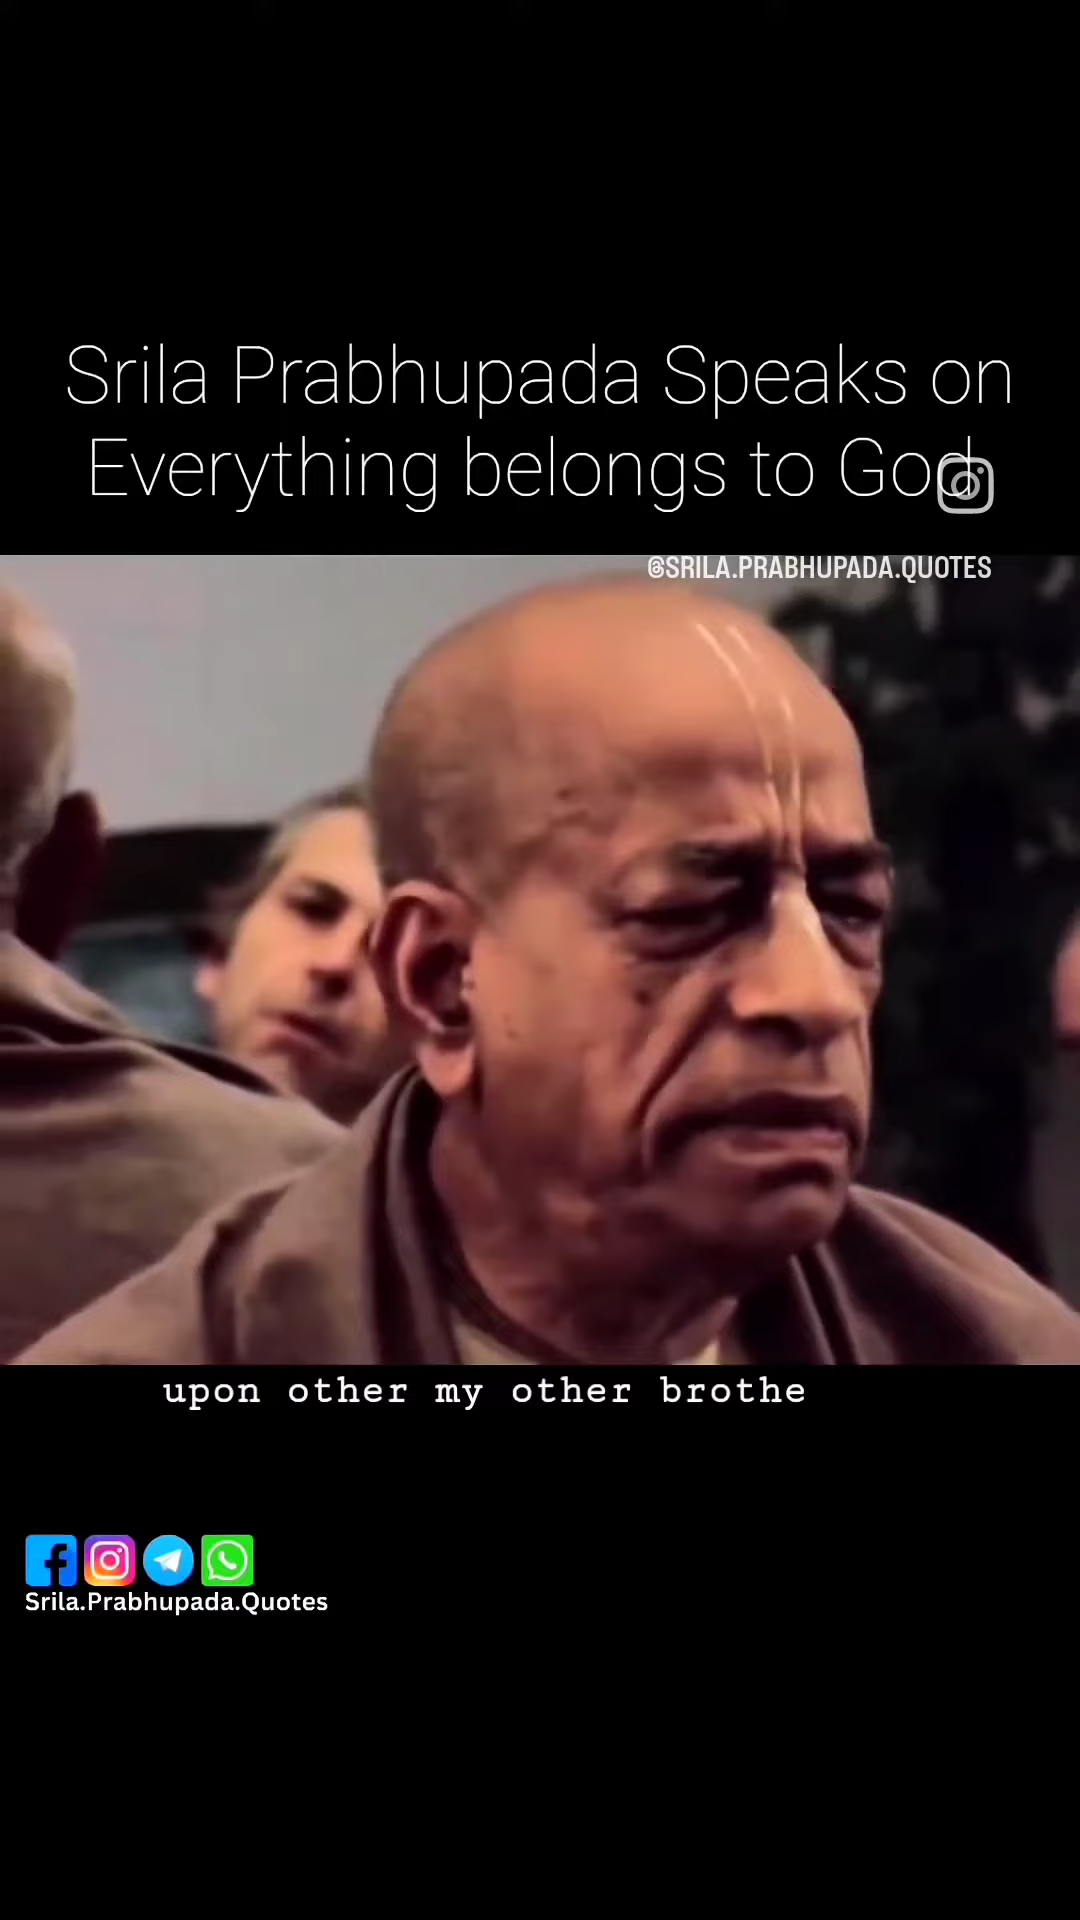 Srila Prabhupada Speaks on
Everything belongs to God
@SRILA.PRABHUPADA.QUOTES
upon other my other brothe
Srila.Prabhupada.Quotes